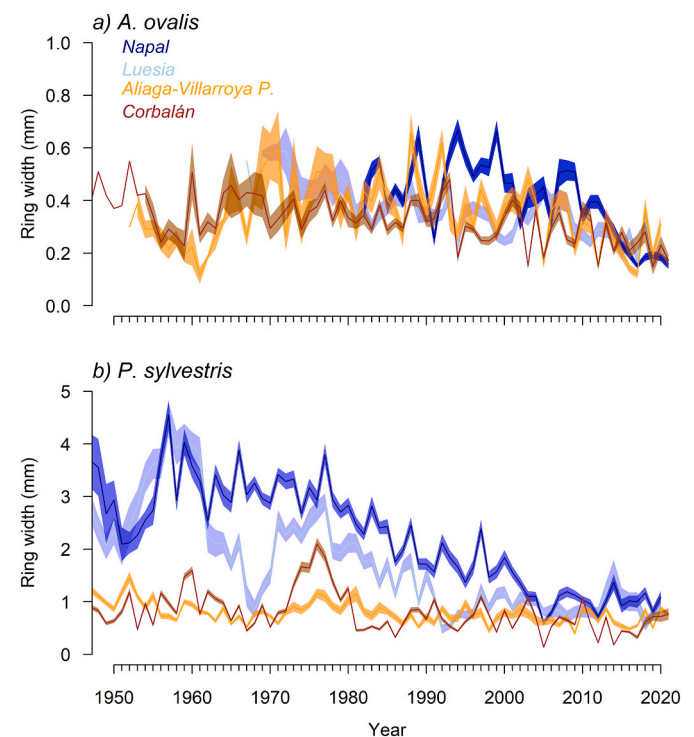 a) A. ovalis
1.0
Napal
Luesia
Aliaga-Villarroya P.
Corbalán
0.8
0.6
0.4
0.2
0.0
Ring width (mm)
b) P. sylvestris
5
4
3
2
1
0
Ring width (mm)
1950 1960 1970 1980 1990 2000 2010 2020
Year